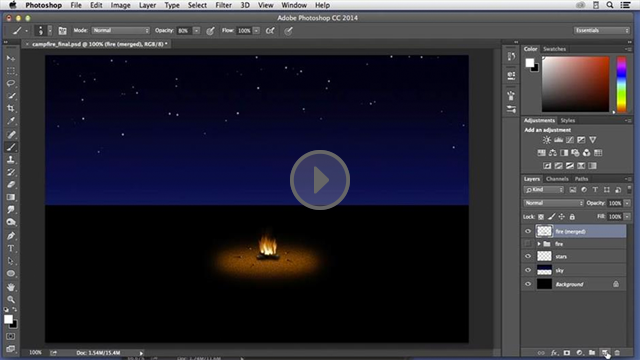 Photoshop File Edit Image Layer Type Select Filter 3D View Window Help
Adobe Photoshop CC 2014
Mode: Normal Opacity: 80% Flow: 100% Essentials
campfire_final.psd @ 100% (fire (merged), RGB/8) *
Color Swatches
Adjustments Styles
Add an adjustment
Layers Channels Paths
Kind
Normal Opacity: 100%
Lock: Fill: 100%
fire (merged)
fire
stars
sky
Background
100% Doc: 1.54M/15.4M